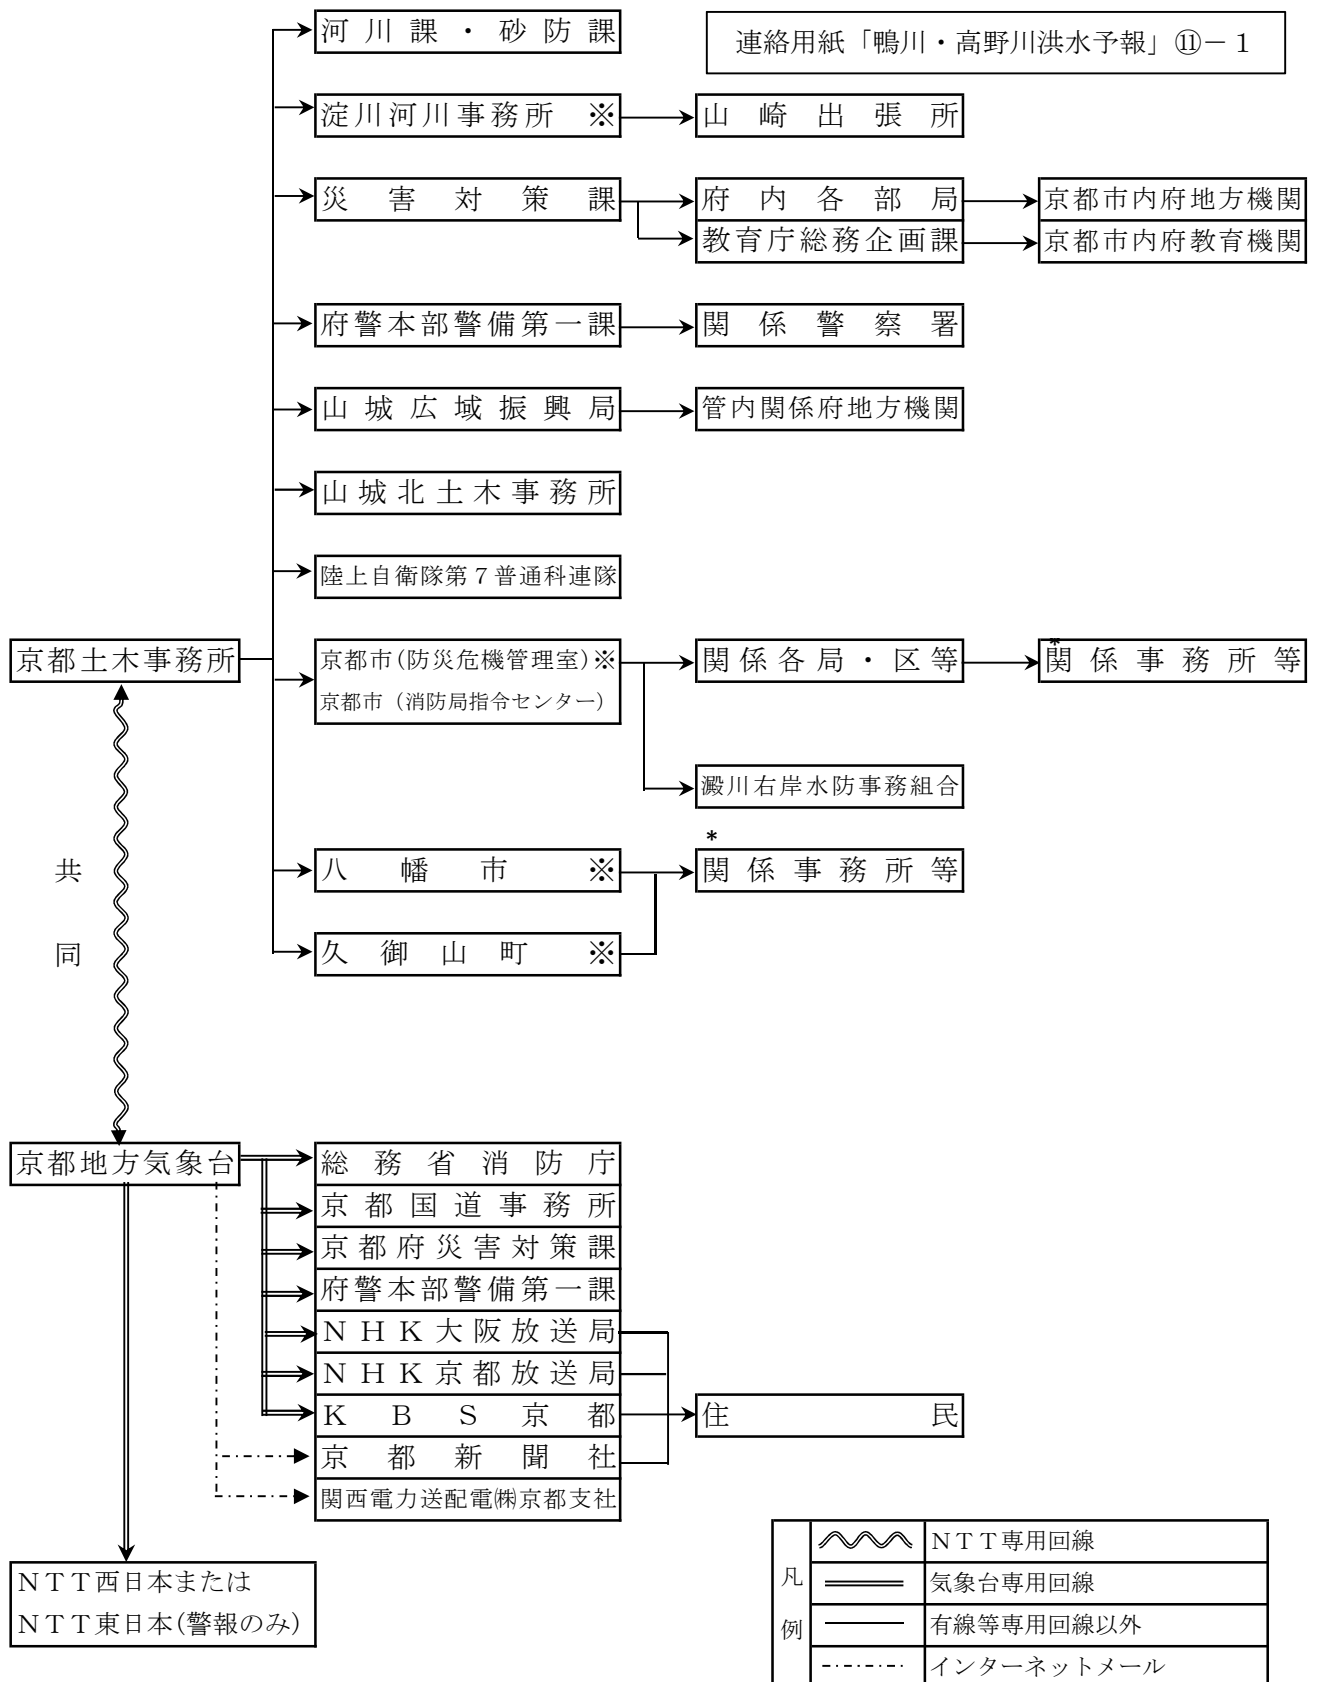 河川課・砂防課
連絡用紙「鴨川・高野川洪水予報」⑪－１
淀川河川事務所　※
山崎出張所
災害対策課
府内各部局
京都市内府地方機関
教育庁総務企画課
京都市内府教育機関
府警本部警備第一課
関係警察署
山城広域振興局
管内関係府地方機関
山城北土木事務所
陸上自衛隊第７普通科連隊
京都土木事務所
京都市(防災危機管理室)※
京都市（消防局指令センター）
関係各局・区等
*
関係事務所等
澱川右岸水防事務組合
共
同
八幡市　※
*
関係事務所等
久御山町　※
京都地方気象台
総務省消防庁
京都国道事務所
京都府災害対策課
府警本部警備第一課
ＮＨＫ大阪放送局
ＮＨＫ京都放送局
ＫＢＳ京都
住民
京都新聞社
関西電力送配電㈱京都支社
ＮＴＴ西日本または
ＮＴＴ東日本(警報のみ)
凡例
ＮＴＴ専用回線
気象台専用回線
有線等専用回線以外
インターネットメール